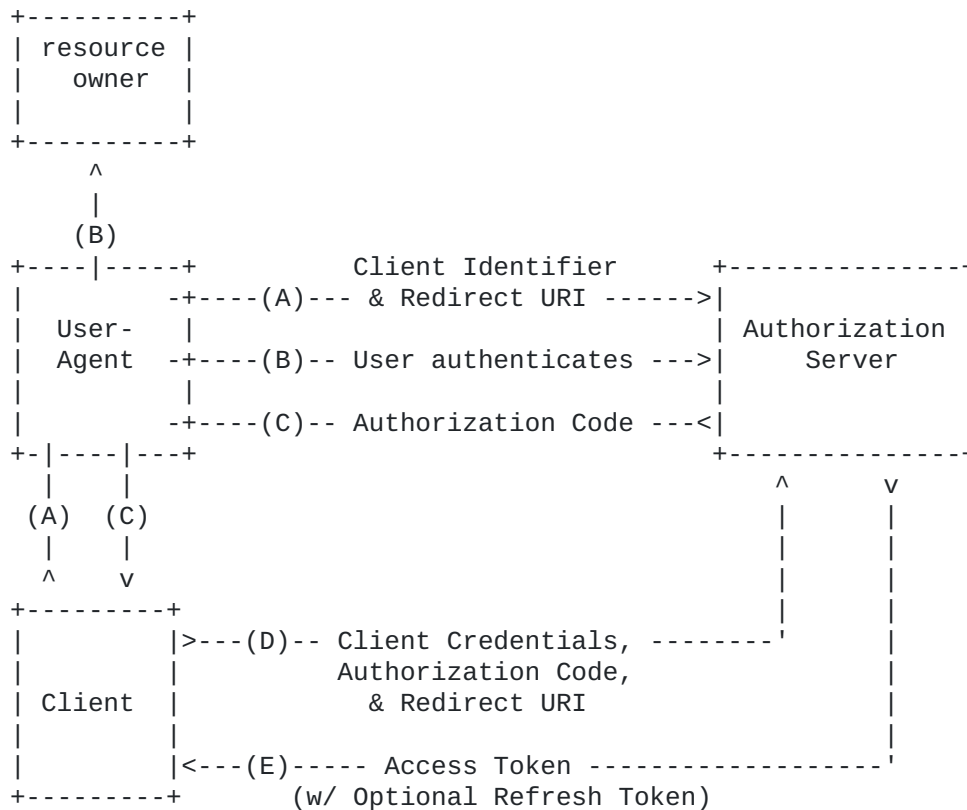 resource
owner
(B)
Client Identifier
(A) & Redirect URI
User-
Authorization
Agent
(B) User authenticates
Server
(C) Authorization Code
(A) (C)
(D) Client Credentials,
Authorization Code,
Client
& Redirect URI
(E) Access Token
(w/ Optional Refresh Token)